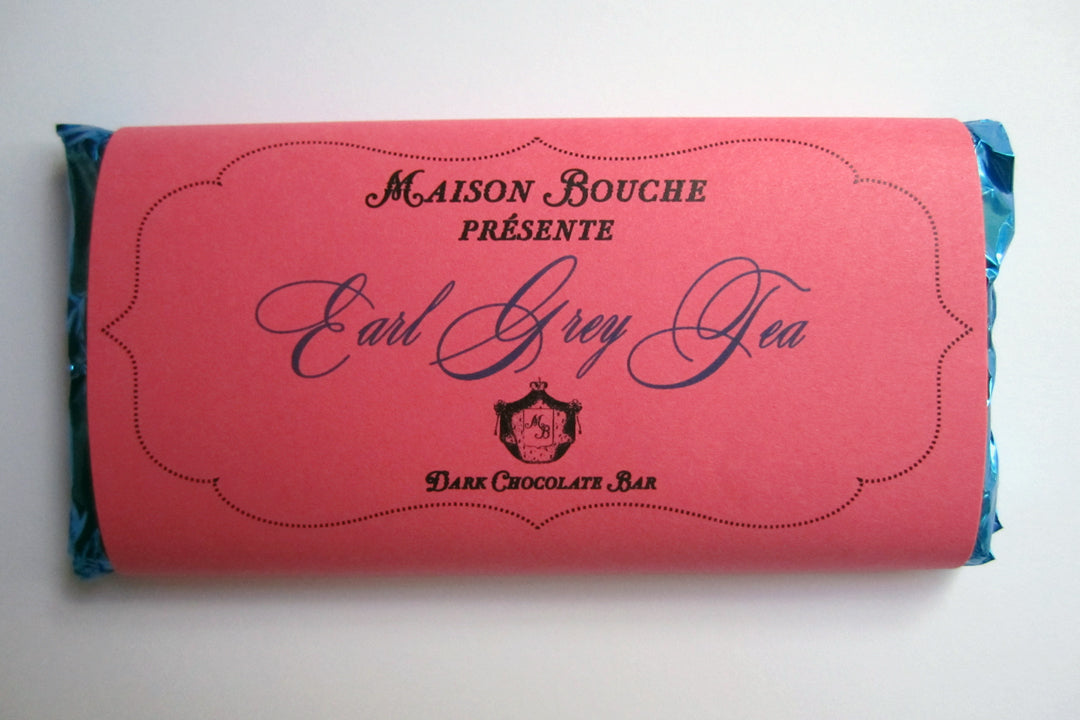 Maison Bouche
présente
Earl Grey Tea
MB
Dark Chocolate Bar